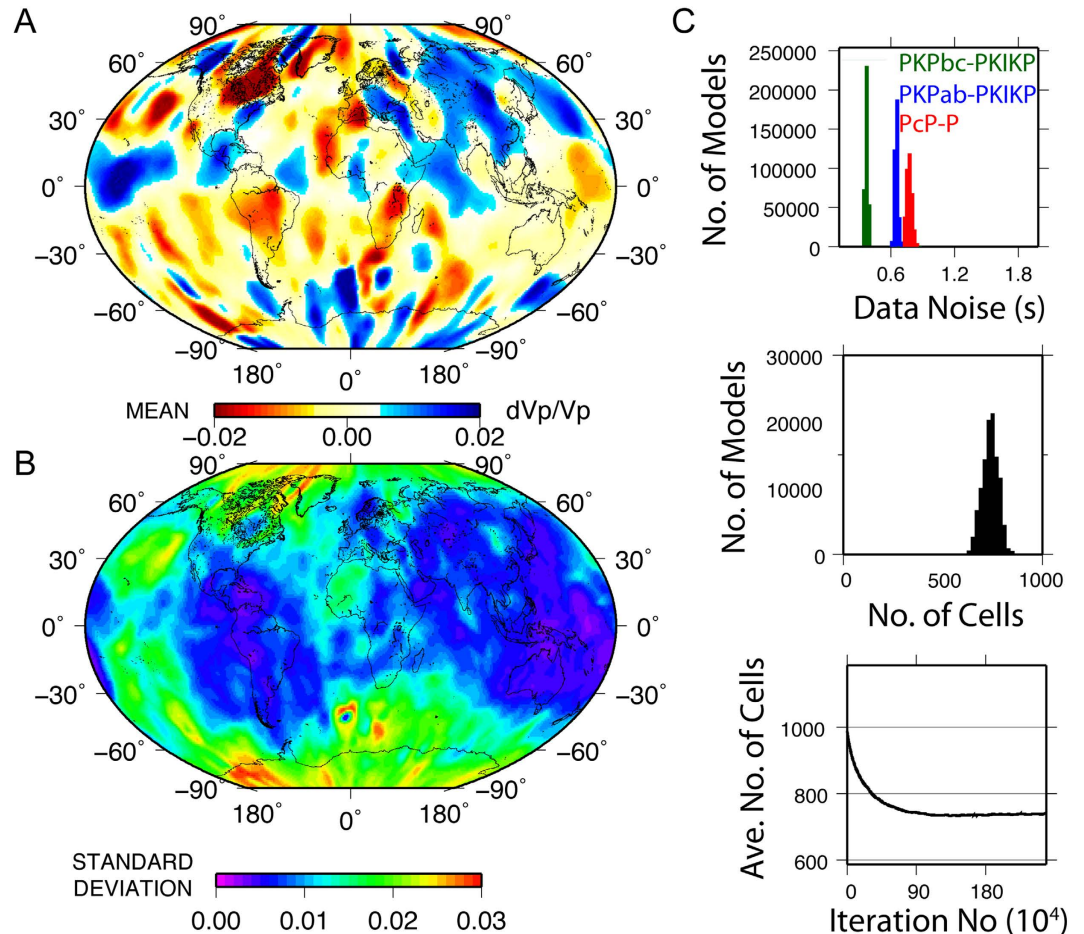 A
90° 90°
60° 60°
30° 30°
0° 0°
−30° −30°
−60° −60°
−90° −90°
180° 0° 180°
MEAN dVp/Vp
−0.02 0.00 0.02
B
90° 90°
60° 60°
30° 30°
0° 0°
−30° −30°
−60° −60°
−90° −90°
180° 0° 180°
STANDARD
DEVIATION
0.00 0.01 0.02 0.03
C
No. of Models
250000
200000
150000
100000
50000
0
PKPbc-PKIKP
PKPab-PKIKP
PcP-P
0.6 1.2 1.8
Data Noise (s)
No. of Models
30000
20000
10000
0
0 500 1000
No. of Cells
Ave. No. of Cells
1000
800
600
0 90 180
Iteration No (10⁴)